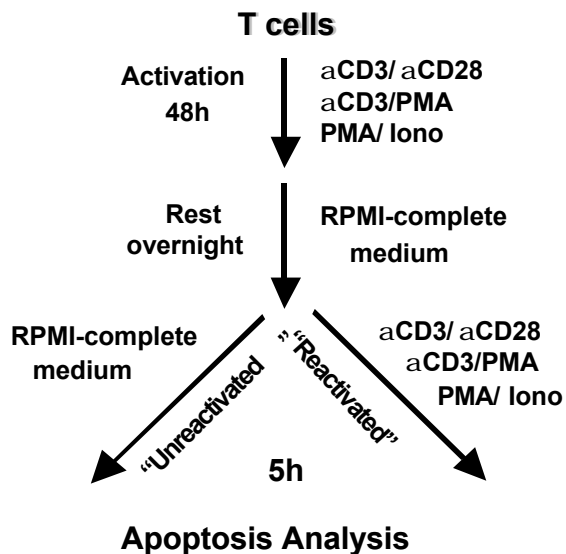 T cells
Activation
48h
aCD3/ aCD28
aCD3/PMA
PMA/ Iono
Rest
overnight
RPMI-complete
medium
RPMI-complete
medium
“Unreactivated”
“Reactivated”
aCD3/ aCD28
aCD3/PMA
PMA/ Iono
5h
Apoptosis Analysis